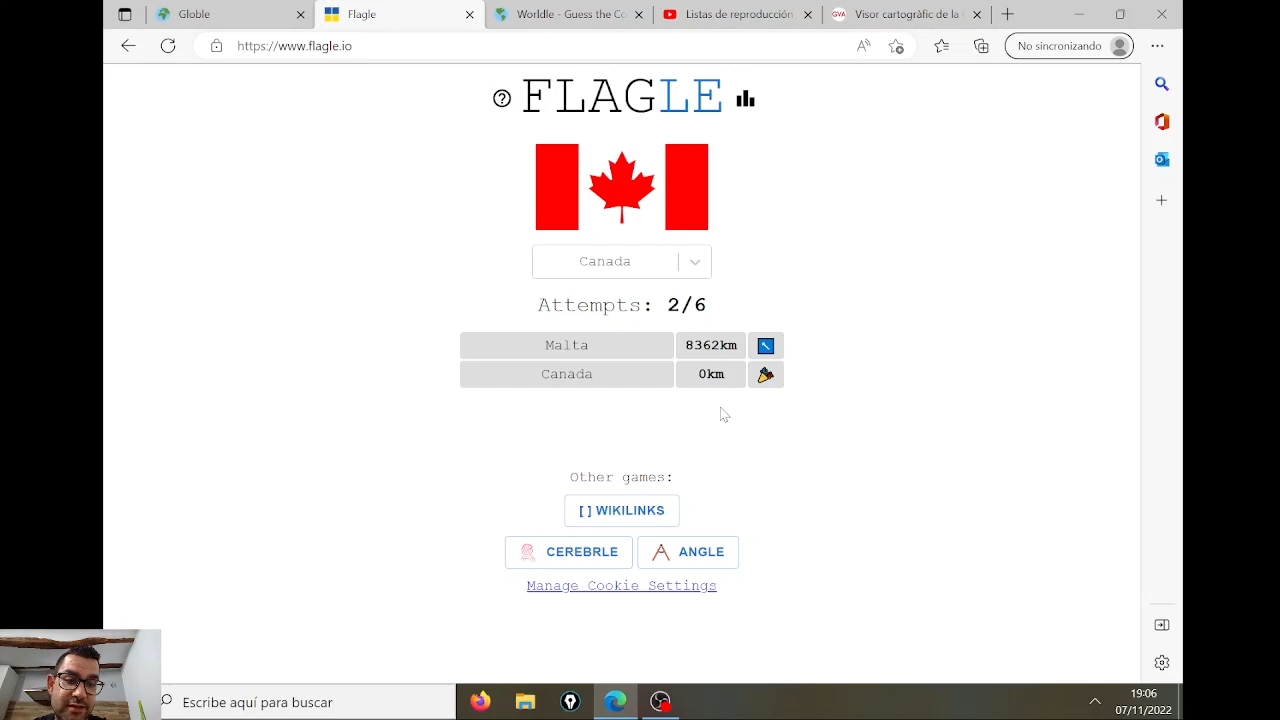 Globle
Flagle
Worldle - Guess the Co
Listas de reproducción
GVA
Visor cartogràfic de la
https://www.flagle.io
No sincronizando
FLAGLE
Canada
Attempts: 2/6
Malta 8362km
Canada 0km
Other games:
[ ] WIKILINKS
CEREBRLE
ANGLE
Manage Cookie Settings
Escribe aquí para buscar
19:06
07/11/2022